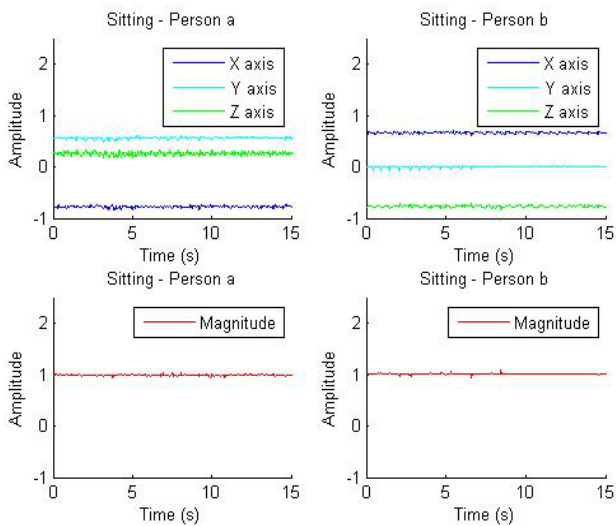 Sitting - Person a
2
1
0
-1
Amplitude
X axis
Y axis
Z axis
0 5 10 15
Time (s)
Sitting - Person b
2
1
0
-1
Amplitude
X axis
Y axis
Z axis
0 5 10 15
Time (s)
Sitting - Person a
2
1
0
-1
Amplitude
Magnitude
0 5 10 15
Time (s)
Sitting - Person b
2
1
0
-1
Amplitude
Magnitude
0 5 10 15
Time (s)